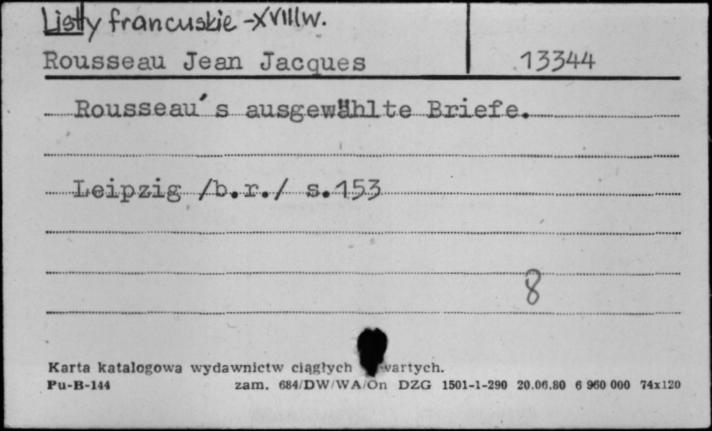 Listy francuskie -XVIIIw.
Rousseau Jean Jacques 13344
Rousseau's ausgewählte Briefe.
Leipzig /b.r./ s.153
8
Karta katalogowa wydawnictw ciągłych wartych.
Pu-B-144 zam. 684/DW/WA/On DZG 1501-1-290 20.06.80 6 960 000 74x120